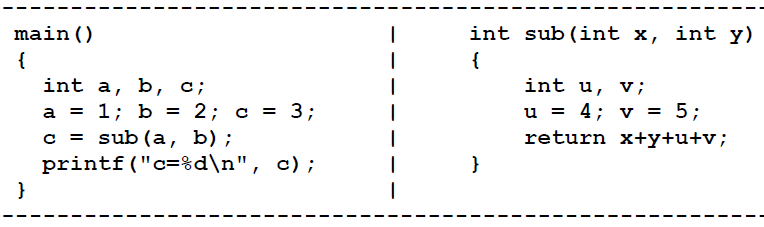 ------------------------------------------------------------
main()                     |     int sub(int x, int y)
{                          |     {
  int a, b, c;             |         int u, v;
  a = 1; b = 2; c = 3;     |         u = 4; v = 5;
  c = sub(a, b);           |         return x+y+u+v;
  printf("c=%d\n", c);     |     }
}                          |
------------------------------------------------------------